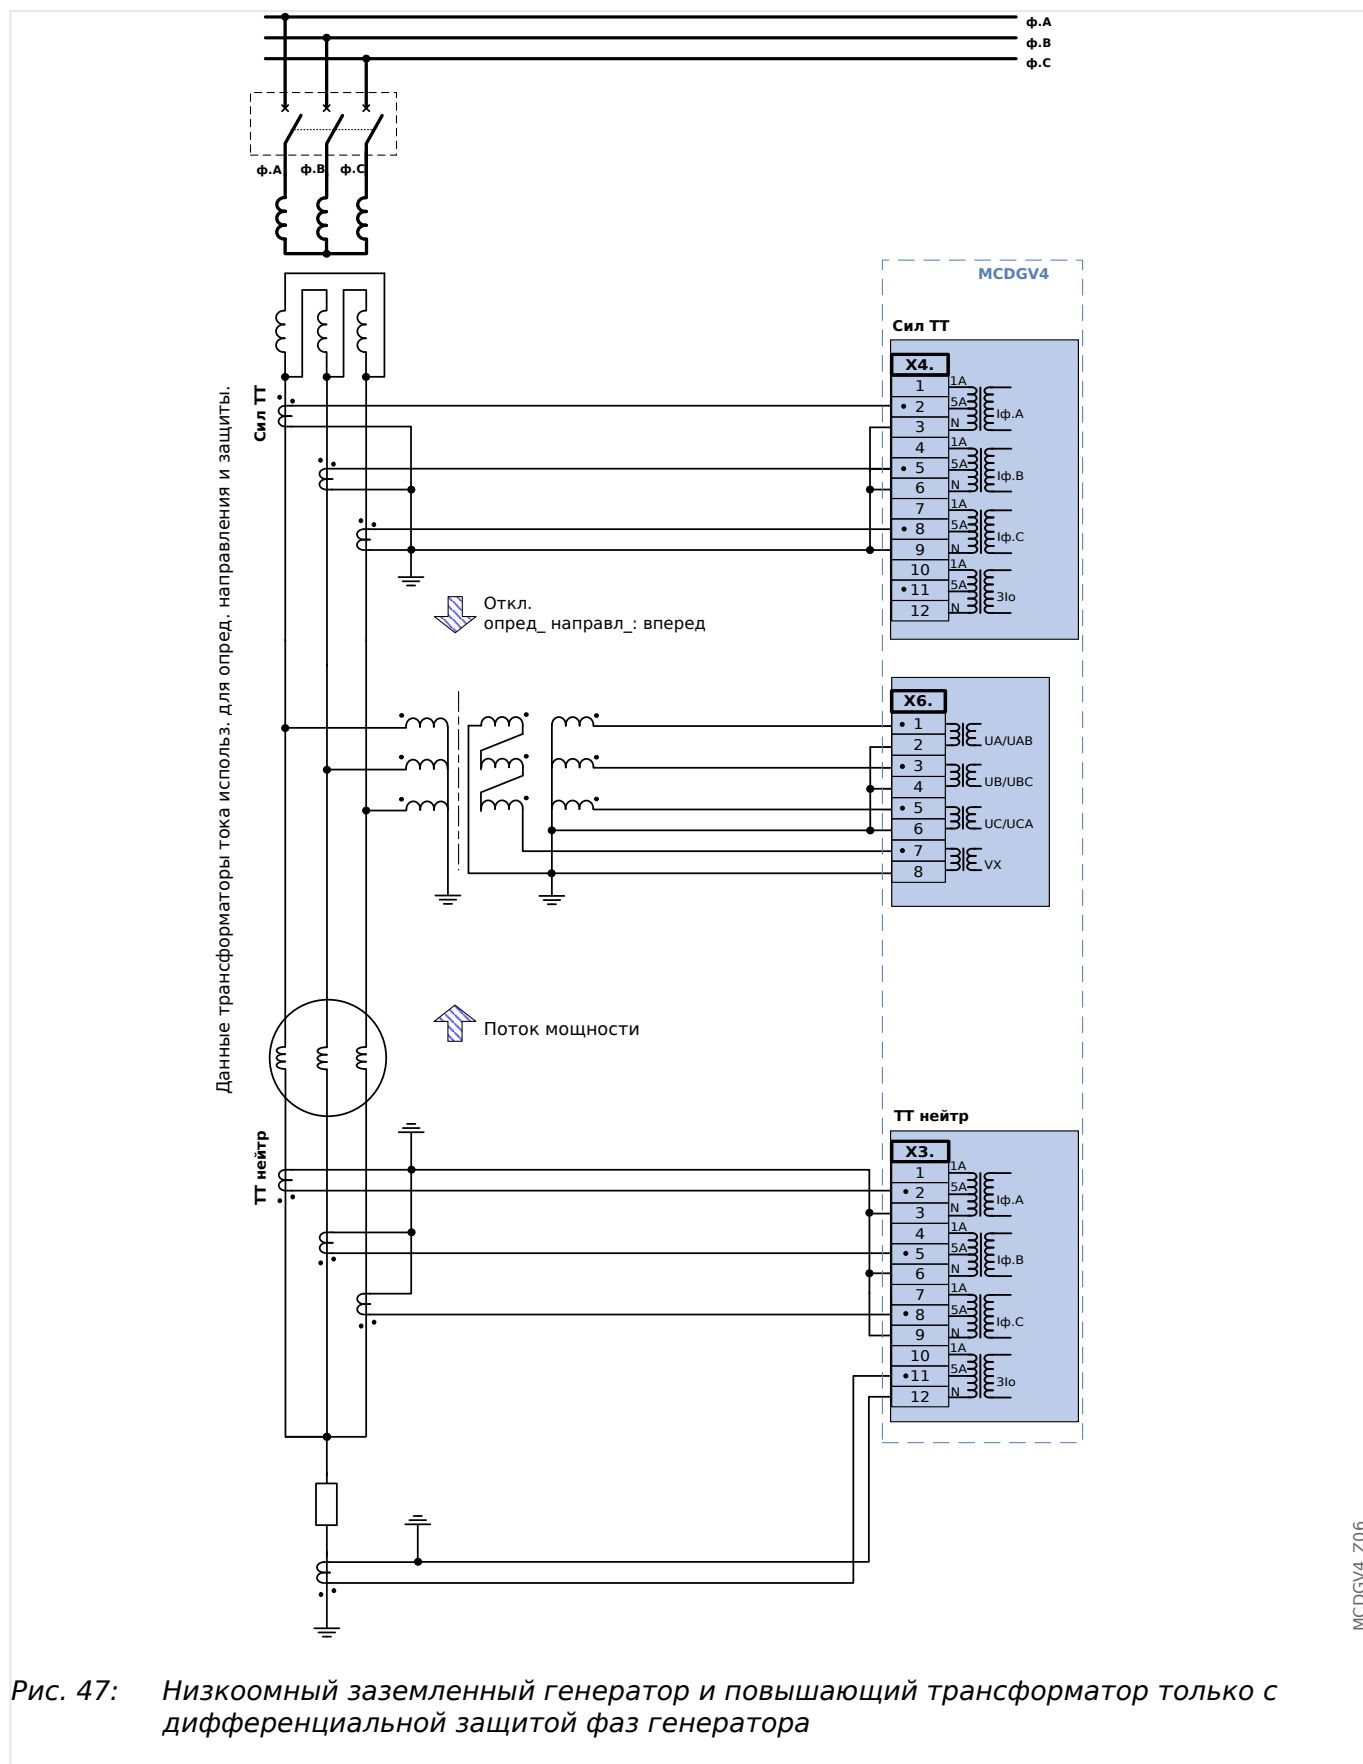 ф.A
ф.B
ф.C
ф.A
ф.B
ф.C
MCDGV4
Сил ТТ
X4.
1
2
3
4
5
6
7
8
9
10
11
12
1A
5A
N
Iф.A
1A
5A
N
Iф.B
1A
5A
N
Iф.C
1A
5A
N
3Iо
Сил ТТ
Данные трансформаторы тока использ. для опред. направления и защиты.
Откл.
опред_ направл_: вперед
X6.
1
2
3
4
5
6
7
8
UA/UAB
UB/UBC
UC/UCA
VX
Поток мощности
ТТ нейтр
ТТ нейтр
X3.
1
2
3
4
5
6
7
8
9
10
11
12
1A
5A
N
Iф.A
1A
5A
N
Iф.B
1A
5A
N
Iф.C
1A
5A
N
3Iо
MCDGV4_Z06
Рис. 47: Низкоомный заземленный генератор и повышающий трансформатор только с
дифференциальной защитой фаз генератора